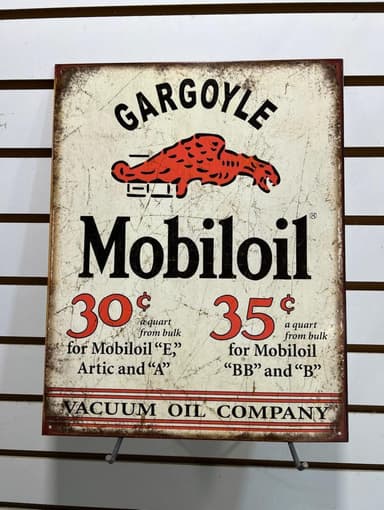 GARGOYLE
Mobiloil®
30¢ a quart
from bulk
for Mobiloil "E,"
Artic and "A"
35¢ a quart
from bulk
for Mobiloil
"BB" and "B"
VACUUM OIL COMPANY